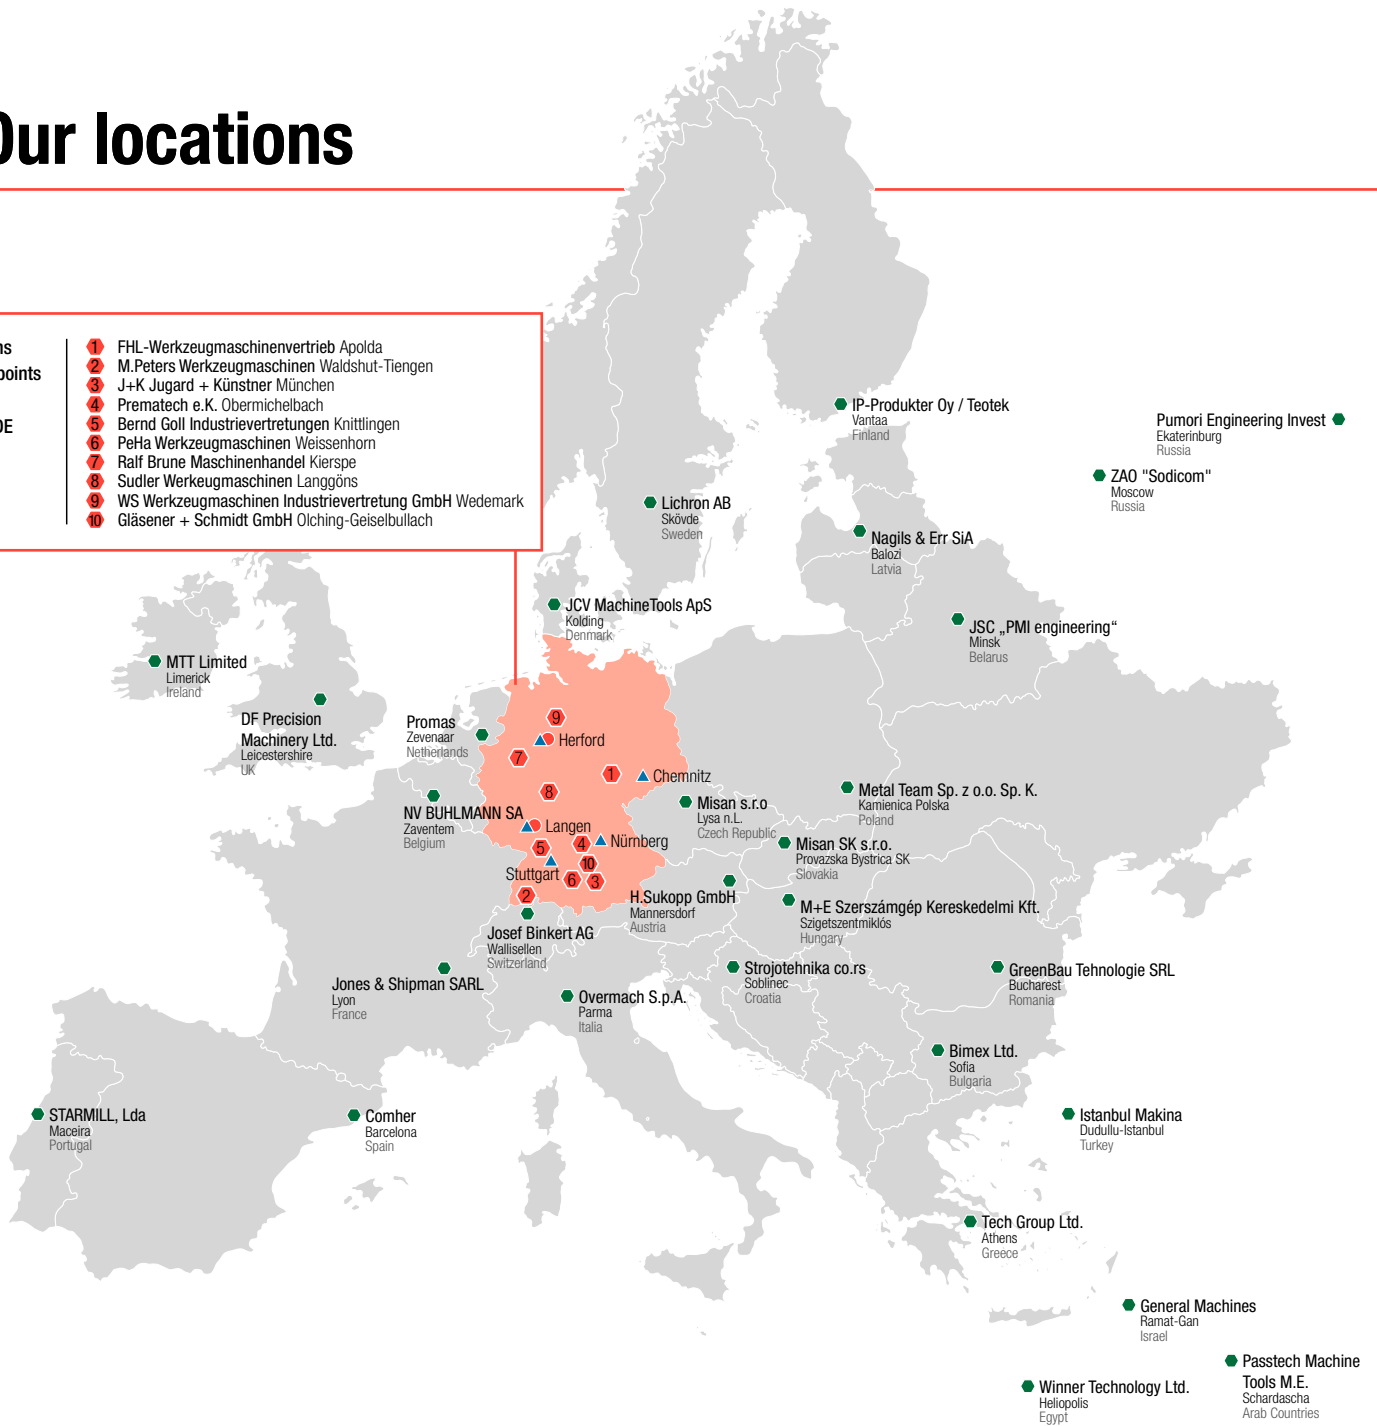 Our locations
ns
points
DE
1 FHL-Werkzeugmaschinenvertrieb Apolda
2 M.Peters Werkzeugmaschinen Waldshut-Tiengen
3 J+K Jugard + Künstner München
4 Prematech e.K. Obermichelbach
5 Bernd Goll Industrievertretungen Knittlingen
6 PeHa Werkzeugmaschinen Weissenhorn
7 Ralf Brune Maschinenhandel Kierspe
8 Sudler Werkeugmaschinen Langgöns
9 WS Werkzeugmaschinen Industrievertretung GmbH Wedemark
10 Gläsener + Schmidt GmbH Olching-Geiselbullach
IP-Produkter Oy / Teotek
Vantaa
Finland
Pumori Engineering Invest
Ekaterinburg
Russia
ZAO "Sodicom"
Moscow
Russia
Lichron AB
Skövde
Sweden
Nagils & Err SiA
Balozi
Latvia
JCV MachineTools ApS
Kolding
Denmark
JSC „PMI engineering“
Minsk
Belarus
MTT Limited
Limerick
Ireland
DF Precision
Machinery Ltd.
Leicestershire
UK
Promas
Zevenaar
Netherlands
9
Herford
7
1
Chemnitz
8
NV BUHLMANN SA
Zaventem
Belgium
Langen
4
Nürnberg
5
10
Stuttgart
6
3
2
Misan s.r.o
Lysa n.L.
Czech Republic
Metal Team Sp. z o.o. Sp. K.
Kamienica Polska
Poland
Misan SK s.r.o.
Provazska Bystrica SK
Slovakia
H.Sukopp GmbH
Mannersdorf
Austria
M+E Szerszámgép Kereskedelmi Kft.
Szigetszentmiklós
Hungary
Josef Binkert AG
Wallisellen
Switzerland
Jones & Shipman SARL
Lyon
France
Overmach S.p.A.
Parma
Italia
Strojotehnika co.rs
Soblinec
Croatia
GreenBau Tehnologie SRL
Bucharest
Romania
Bimex Ltd.
Sofia
Bulgaria
STARMILL, Lda
Maceira
Portugal
Comher
Barcelona
Spain
Istanbul Makina
Dudullu-Istanbul
Turkey
Tech Group Ltd.
Athens
Greece
General Machines
Ramat-Gan
Israel
Passtech Machine
Tools M.E.
Schardascha
Arab Countries
Winner Technology Ltd.
Heliopolis
Egypt